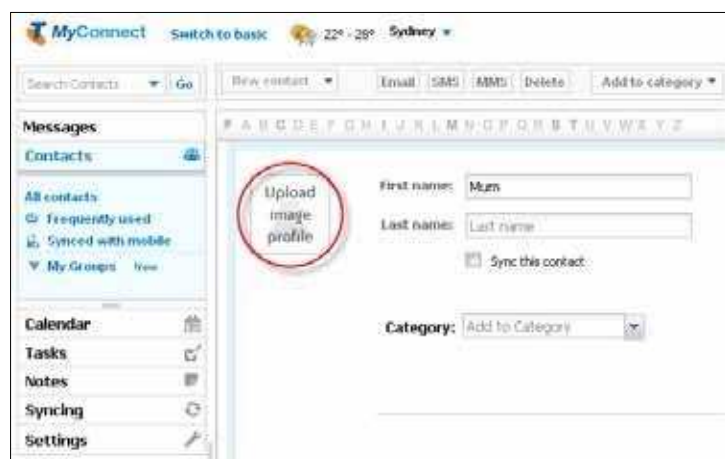 MyConnect Switch to basic 22° - 28° Sydney
Search Contacts Go
New contact Email SMS MMS Delete Add to category
Messages
# A B C D E F G H I J K L M N O P Q R S T U V W X Y Z
Contacts
All contacts
Frequently used
Synced with mobile
My Groups New
Calendar
Tasks
Notes
Syncing
Settings
Upload
image
profile
First name: Mum
Last name: Last name
Sync this contact
Category: Add to Category